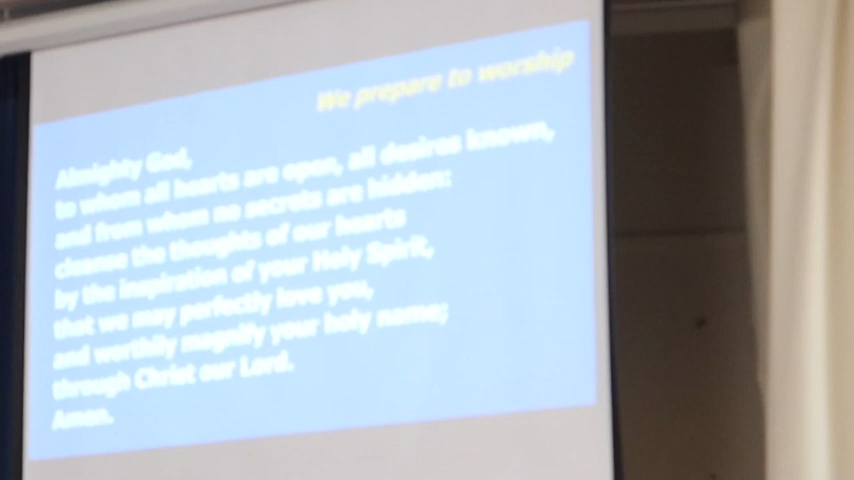 We prepare to worship
Almighty God,
to whom all hearts are open, all desires known,
and from whom no secrets are hidden:
cleanse the thoughts of our hearts
by the inspiration of your Holy Spirit,
that we may perfectly love you,
and worthily magnify your holy name;
through Christ our Lord.
Amen.